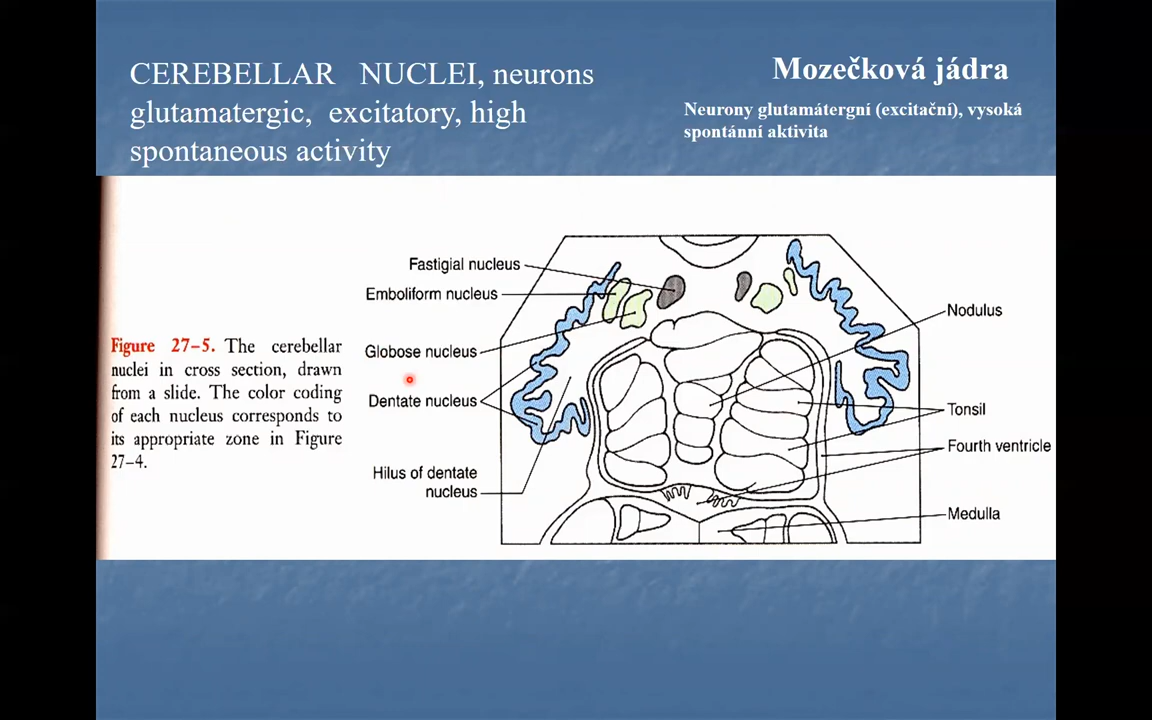 CEREBELLAR NUCLEI, neurons
glutamatergic, excitatory, high
spontaneous activity
Mozečková jádra
Neurony glutamátergní (excitační), vysoká
spóntánní aktivita
Fastigial nucleus
Emboliform nucleus
Globose nucleus
Dentate nucleus
Hilus of dentate
nucleus
Nodulus
Tonsil
Fourth ventricle
Medulla
Figure 27–5. The cerebellar
nuclei in cross section, drawn
from a slide. The color coding
of each nucleus corresponds to
its appropriate zone in Figure
27–4.